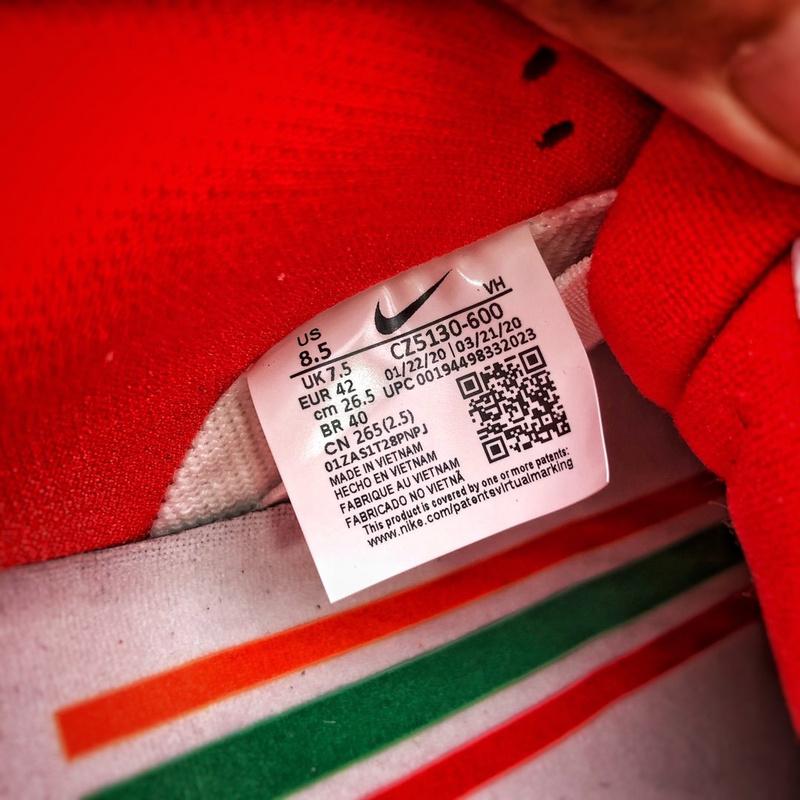 VH
US
8.5
CZ5130-600
UK 7.5
01/22/20 | 03/21/20
EUR 42
UPC 00194498332023
cm 26.5
BR 40
CN 265(2.5)
01ZAS1T28PNPJ
MADE IN VIETNAM
HECHO EN VIETNAM
FABRIQUE AU VIETNAM
FABRICADO NO VIETNÃ
This product is covered by one or more patents:
www.nike.com/patentsvirtualmarking